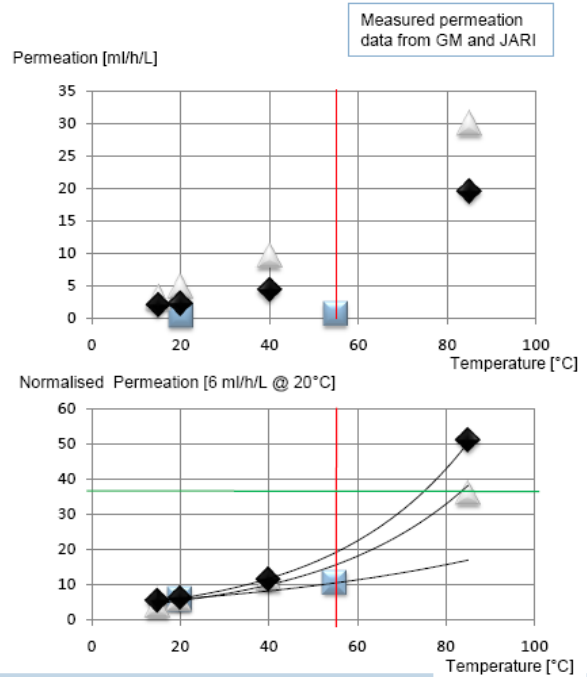 Measured permeation
data from GM and JARI
Permeation [ml/h/L]
35
30
25
20
15
10
5
0
0 20 40 60 80 100
Temperature [°C]
Normalised Permeation [6 ml/h/L @ 20°C]
60
50
40
30
20
10
0
0 20 40 60 80 100
Temperature [°C]